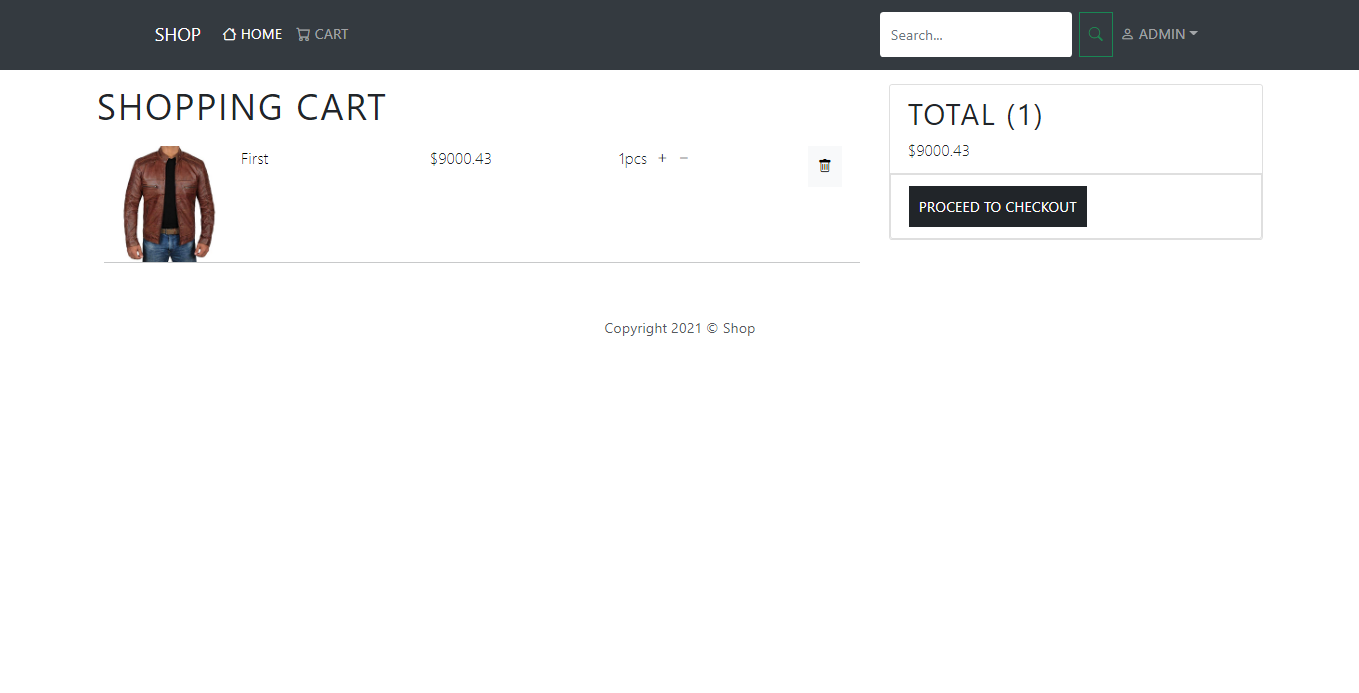 SHOP HOME CART Search... ADMIN
SHOPPING CART
First $9000.43 1pcs + −
TOTAL (1)
$9000.43
PROCEED TO CHECKOUT
Copyright 2021 © Shop